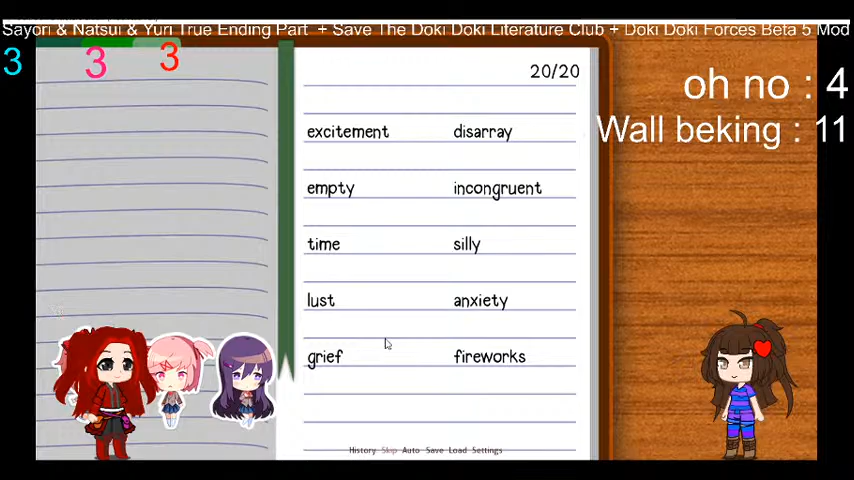 Sayori & Natsui & Yuri True Ending Part + Save The Doki Doki Literature Club + Doki Doki Forces Beta 5 Mod
3 3 3
20/20
oh no : 4
Wall beking : 11
excitement disarray
empty incongruent
time silly
lust anxiety
grief fireworks
History Skip Auto Save Load Settings